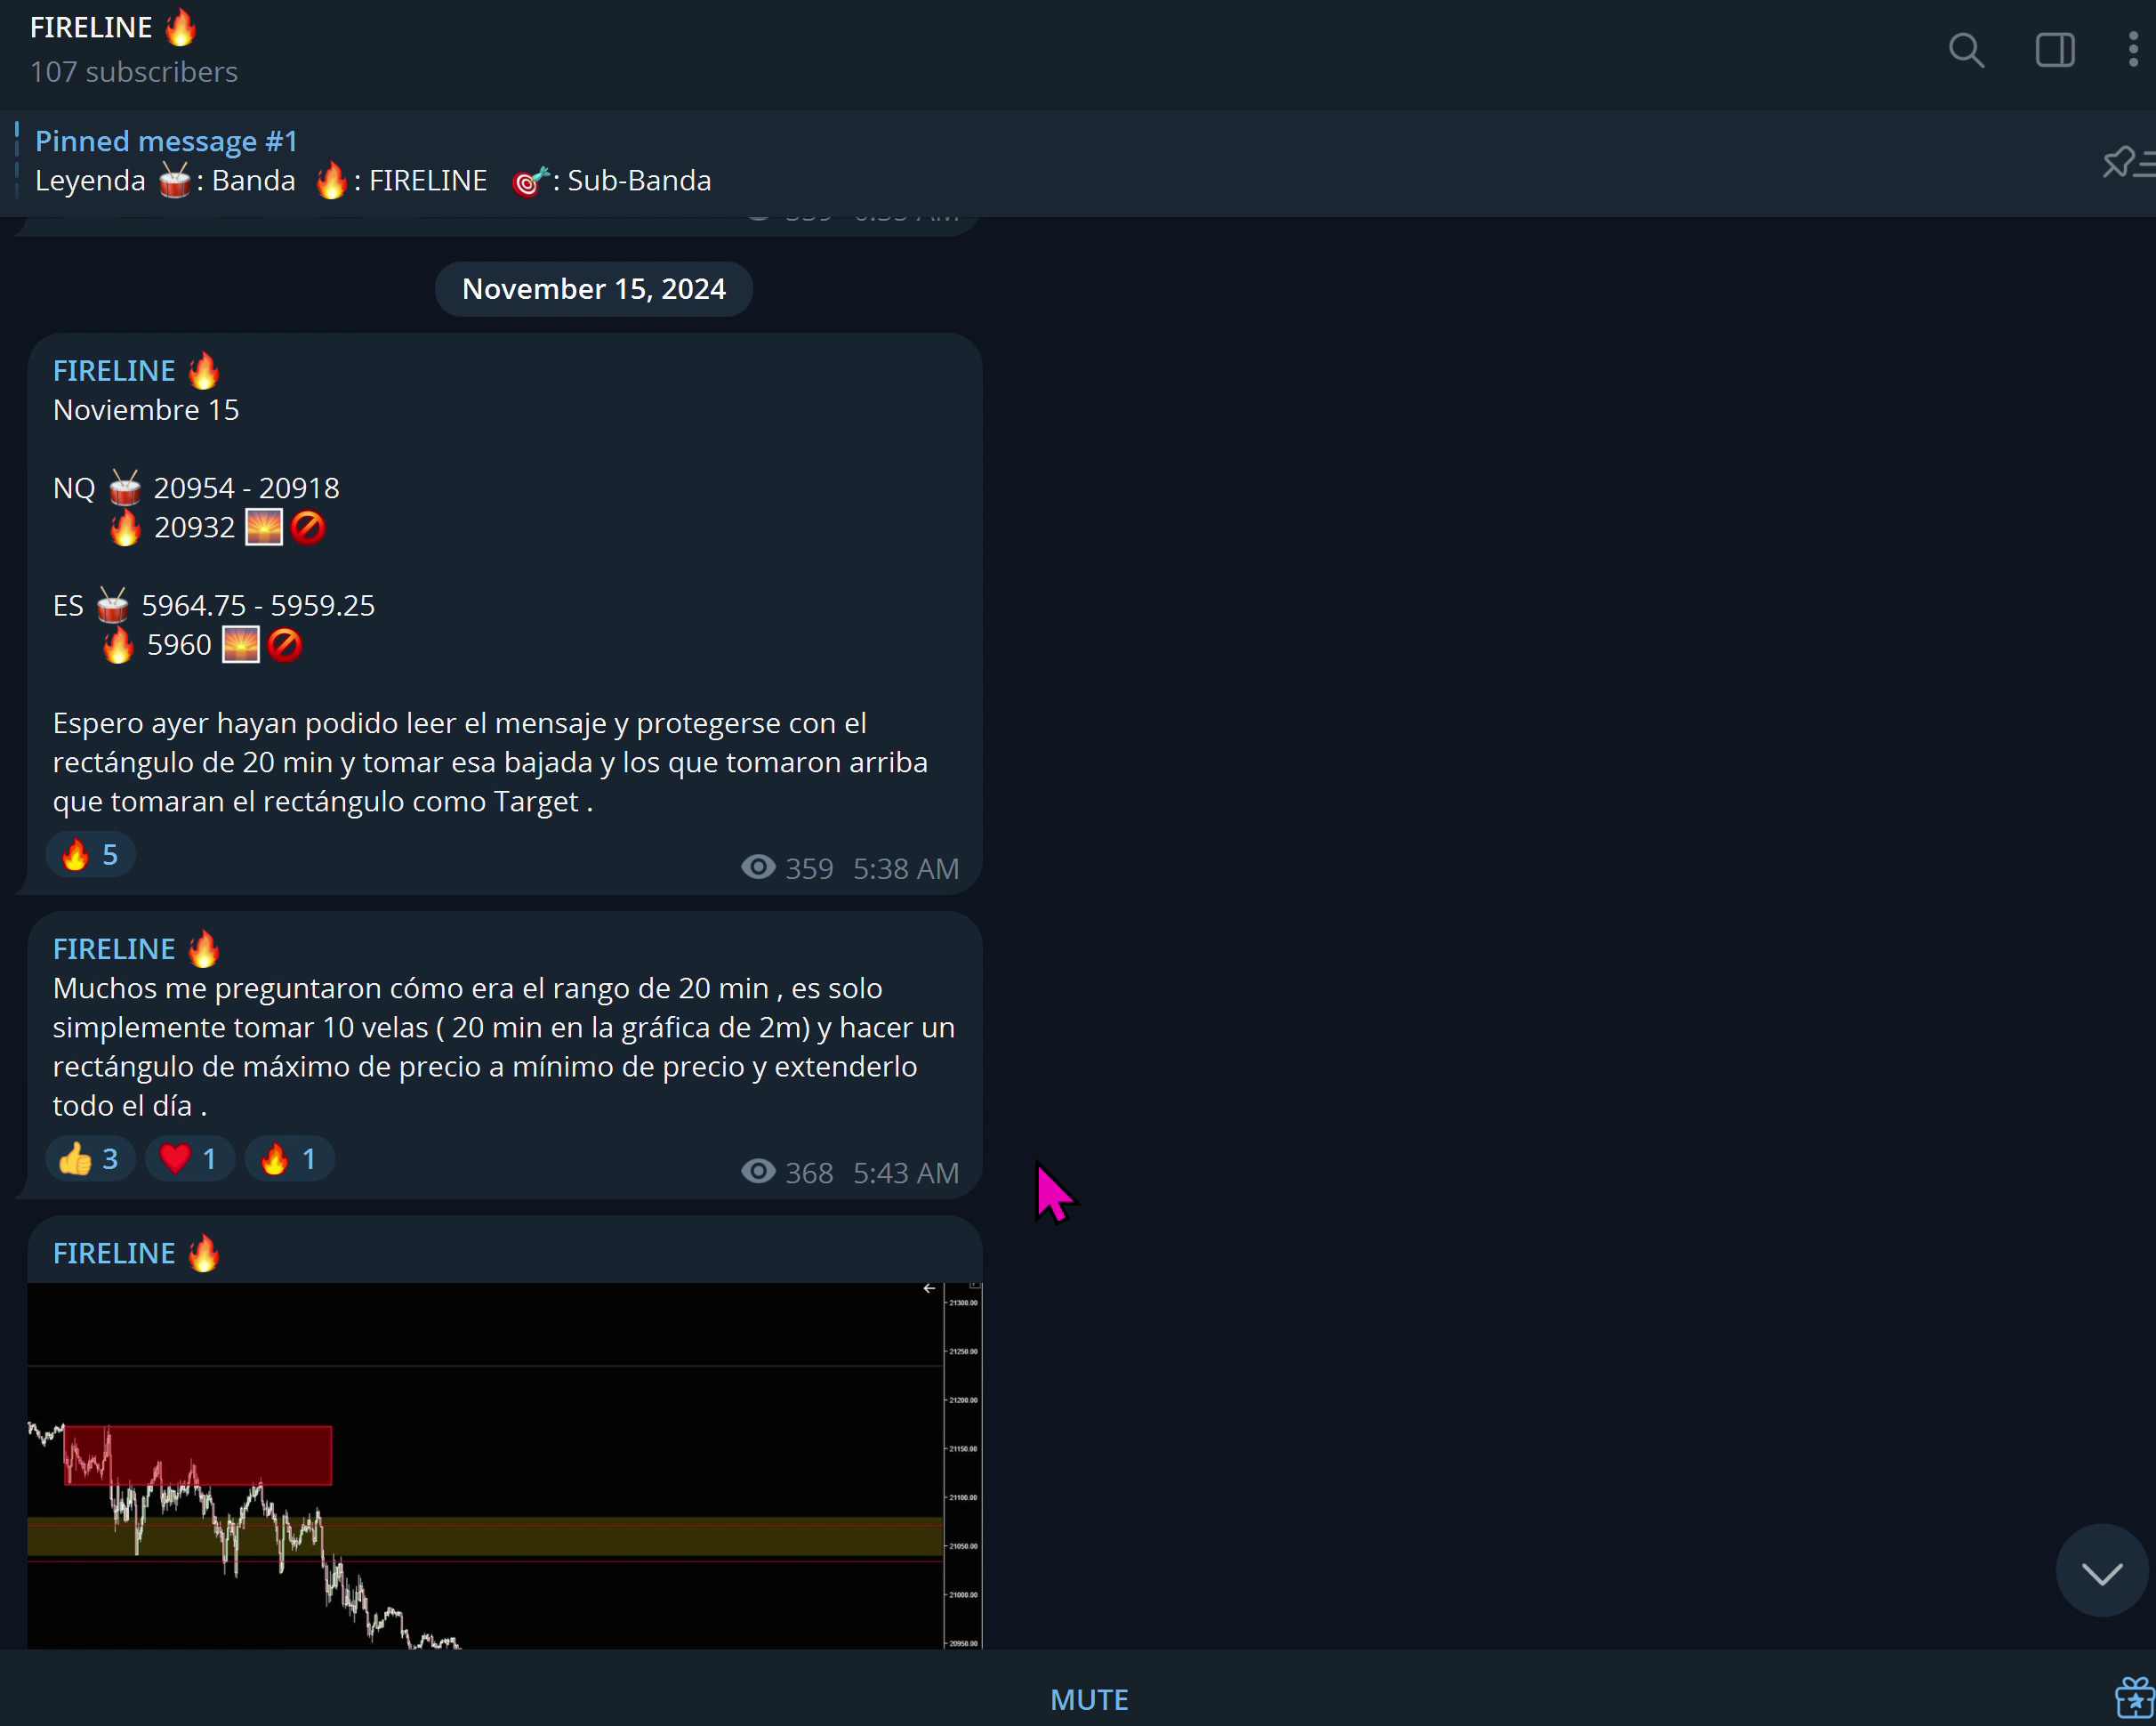 FIRELINE 🔥
107 subscribers
Pinned message #1
Leyenda 🥁: Banda 🔥: FIRELINE 🎯: Sub-Banda
November 15, 2024
FIRELINE 🔥
Noviembre 15
NQ 🥁 20954 - 20918
🔥 20932 🌅🚫
ES 🥁 5964.75 - 5959.25
🔥 5960 🌅🚫
Espero ayer hayan podido leer el mensaje y protegerse con el
rectángulo de 20 min y tomar esa bajada y los que tomaron arriba
que tomaran el rectángulo como Target .
🔥 5
359 5:38 AM
FIRELINE 🔥
Muchos me preguntaron cómo era el rango de 20 min , es solo
simplemente tomar 10 velas ( 20 min en la gráfica de 2m) y hacer un
rectángulo de máximo de precio a mínimo de precio y extenderlo
todo el día .
👍 3 ❤️ 1 🔥 1
368 5:43 AM
FIRELINE 🔥
21300.00
21250.00
21200.00
21150.00
21100.00
21050.00
21000.00
20950.00
MUTE